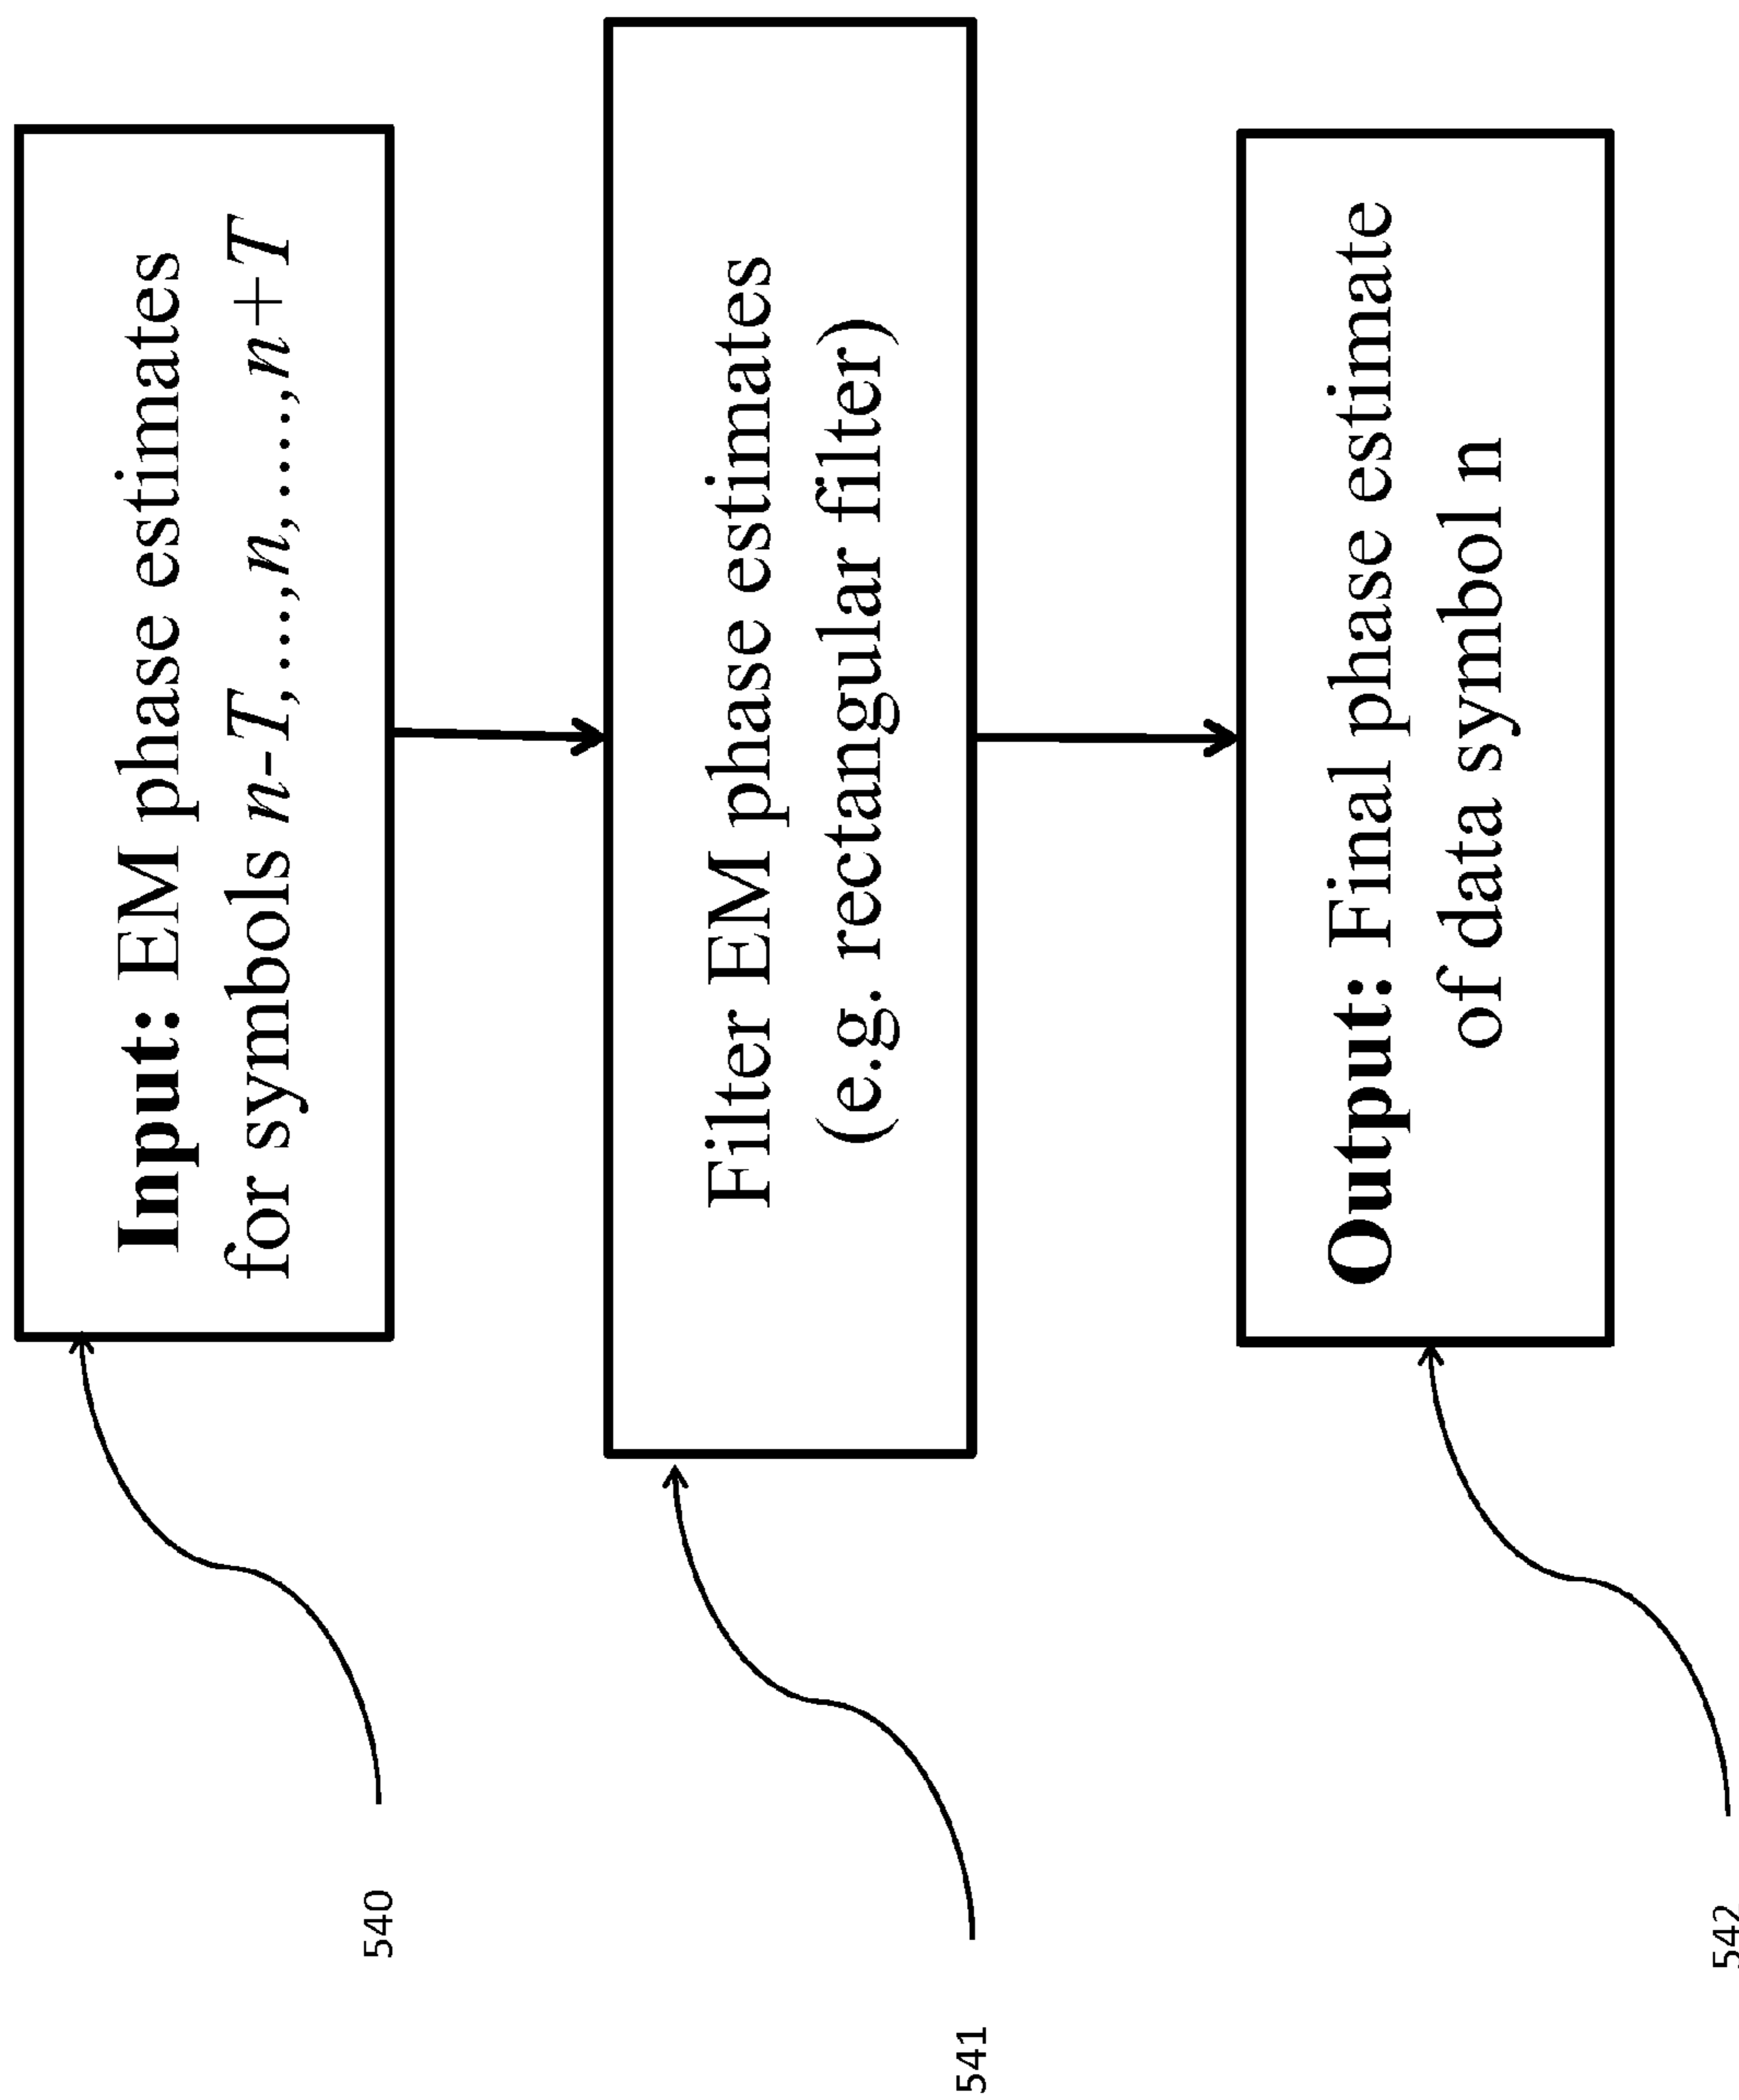 Input: EM phase estimates
for symbols n-T,...,n,....,n+T
540
Filter EM phase estimates
(e.g. rectangular filter)
541
Output: Final phase estimate
of data symbol n
542